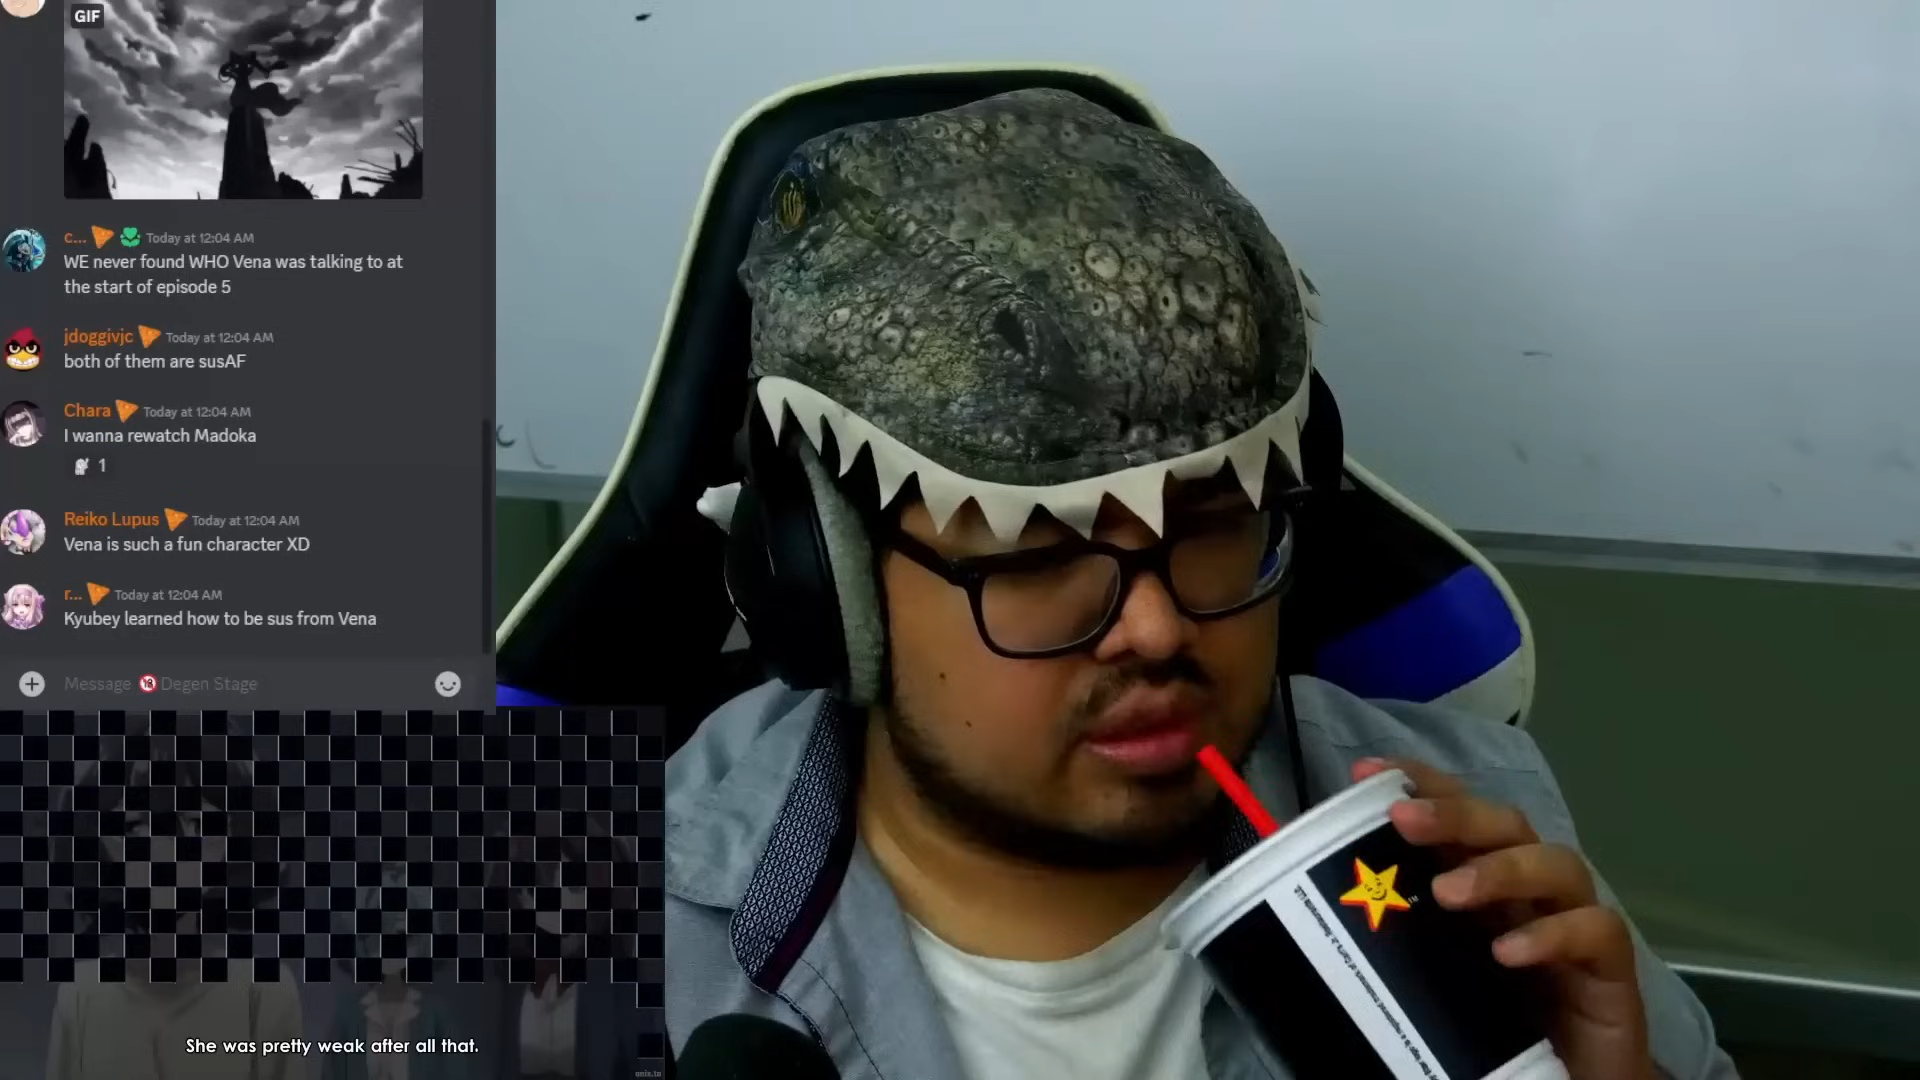 GIF
c... Today at 12:04 AM
WE never found WHO Vena was talking to at
the start of episode 5
jdoggivjc Today at 12:04 AM
both of them are susAF
Chara Today at 12:04 AM
I wanna rewatch Madoka
1
Reiko Lupus Today at 12:04 AM
Vena is such a fun character XD
r... Today at 12:04 AM
Kyubey learned how to be sus from Vena
Message 🔞 Degen Stage
She was pretty weak after all that.
TM